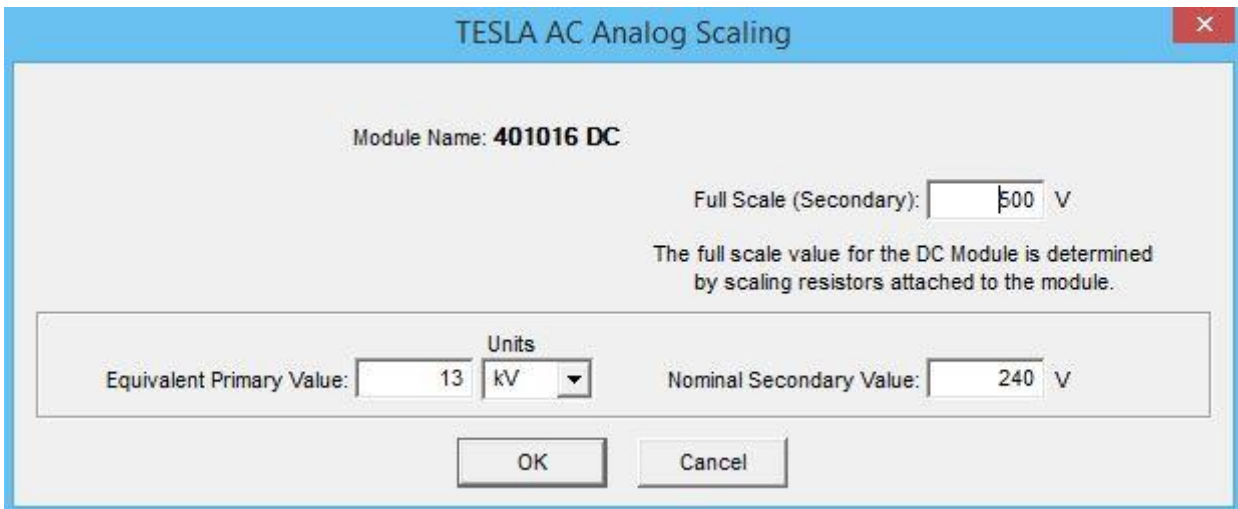 TESLA AC Analog Scaling
Module Name: 401016 DC
Full Scale (Secondary): 500 V
The full scale value for the DC Module is determined
by scaling resistors attached to the module.
Units
Equivalent Primary Value: 13 kV Nominal Secondary Value: 240 V
OK Cancel